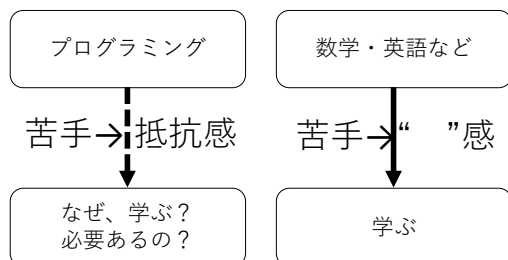 プログラミング
数学・英語など
苦手→抵抗感
苦手→“　”感
なぜ、学ぶ？
必要あるの？
学ぶ